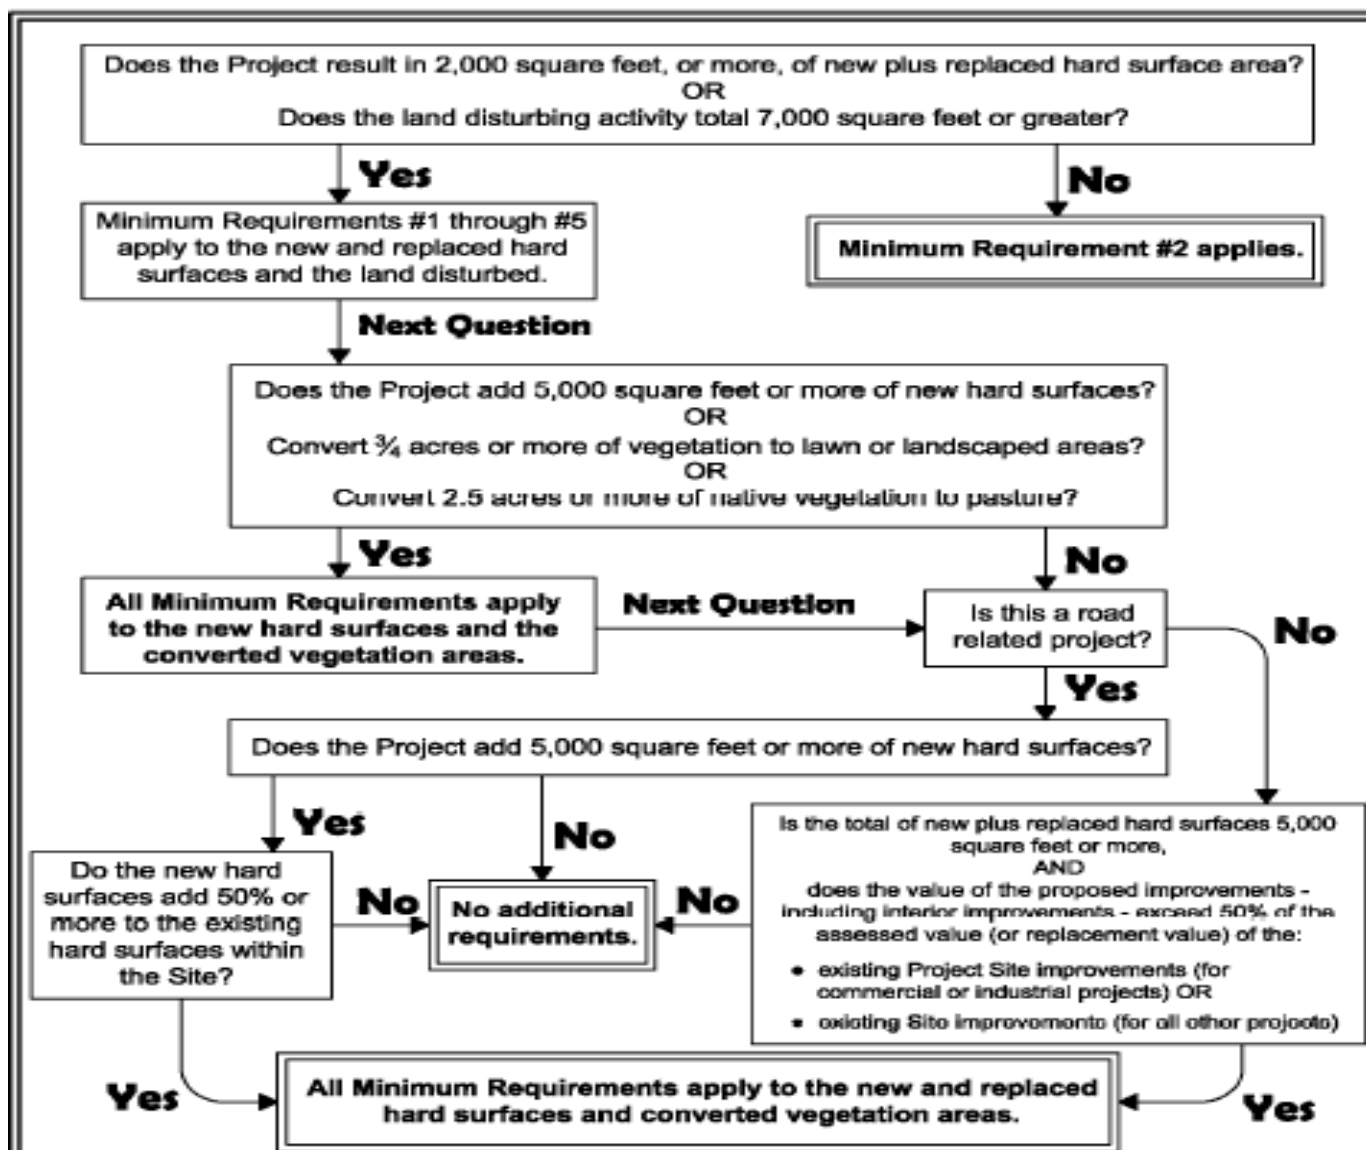 Does the Project result in 2,000 square feet, or more, of new plus replaced hard surface area?
OR
Does the land disturbing activity total 7,000 square feet or greater?
Yes
No
Minimum Requirements #1 through #5
apply to the new and replaced hard
surfaces and the land disturbed.
Minimum Requirement #2 applies.
Next Question
Does the Project add 5,000 square feet or more of new hard surfaces?
OR
Convert ¾ acres or more of vegetation to lawn or landscaped areas?
OR
Convert 2.5 acres or more of native vegetation to pasture?
Yes
No
All Minimum Requirements apply
to the new hard surfaces and the
converted vegetation areas.
Next Question
Is this a road
related project?
No
Yes
Does the Project add 5,000 square feet or more of new hard surfaces?
Yes
No
Do the new hard
surfaces add 50% or
more to the existing
hard surfaces within
the Site?
No
No additional
requirements.
No
Is the total of new plus replaced hard surfaces 5,000
square feet or more,
AND
does the value of the proposed improvements -
including interior improvements - exceed 50% of the
assessed value (or replacement value) of the:
• existing Project Site improvements (for
commercial or industrial projects) OR
• existing Site improvements (for all other projects)
Yes
All Minimum Requirements apply to the new and replaced
hard surfaces and converted vegetation areas.
Yes